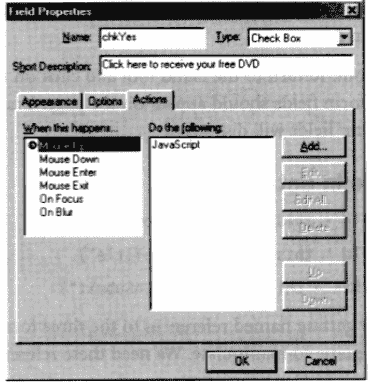 Field Properties
Name: chkYes Type: Check Box
Short Description: Click here to receive your free DVD
Appearance Options Actions
When this happens... Do the following:
Mouse Up JavaScript Add...
Mouse Down Edit...
Mouse Enter Edit All...
Mouse Exit Delete
On Focus
On Blur Up
Down
OK Cancel